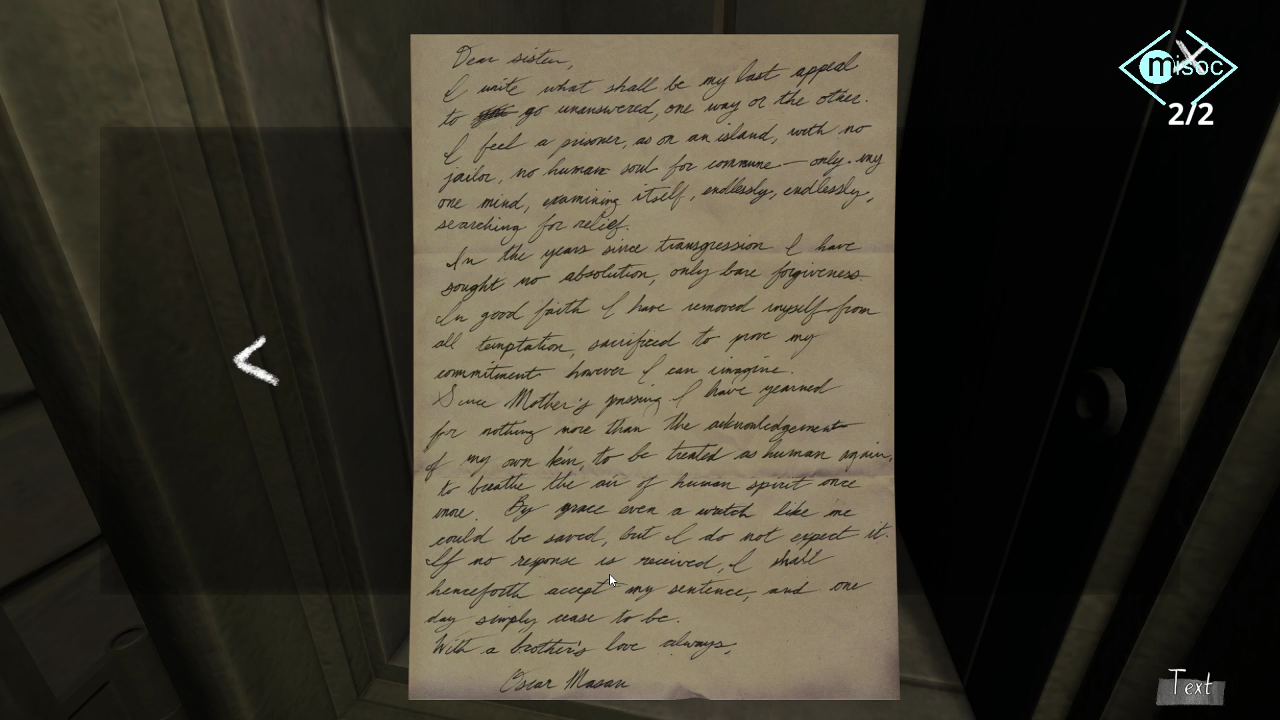 Dear sister,
I write what shall be my last appeal
to go unanswered, one way or the other.
I feel a prisoner, as on an island, with no
jailor, no human soul for commune — only my
one mind, examining itself, endlessly, endlessly,
searching for relief.
In the years since transgression I have
sought no absolution, only bare forgiveness.
In good faith I have removed myself from
all temptation, sacrificed to prove my
commitment however I can imagine.
Since Mother's passing I have yearned
for nothing more than the acknowledgement
of my own kin, to be treated as human again,
to breathe the air of human spirit once
more. By grace even a wretch like me
could be saved, but I do not expect it.
If no response is received, I shall
henceforth accept my sentence, and one
day simply cease to be.
With a brother's love always,
Oscar Mason
misoc
2/2
Text